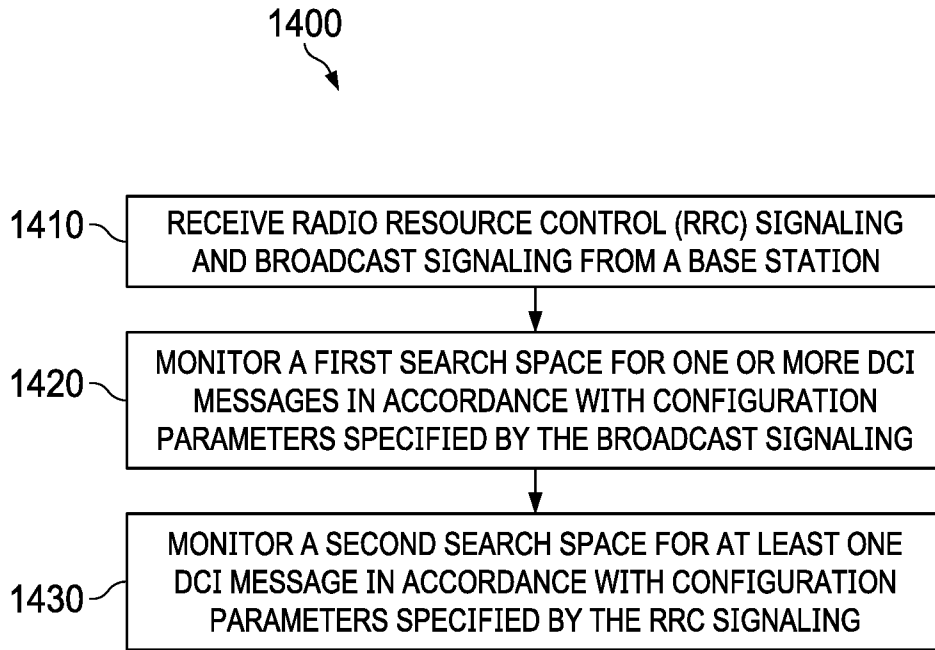 1400
1410
RECEIVE RADIO RESOURCE CONTROL (RRC) SIGNALING
AND BROADCAST SIGNALING FROM A BASE STATION
1420
MONITOR A FIRST SEARCH SPACE FOR ONE OR MORE DCI
MESSAGES IN ACCORDANCE WITH CONFIGURATION
PARAMETERS SPECIFIED BY THE BROADCAST SIGNALING
1430
MONITOR A SECOND SEARCH SPACE FOR AT LEAST ONE
DCI MESSAGE IN ACCORDANCE WITH CONFIGURATION
PARAMETERS SPECIFIED BY THE RRC SIGNALING